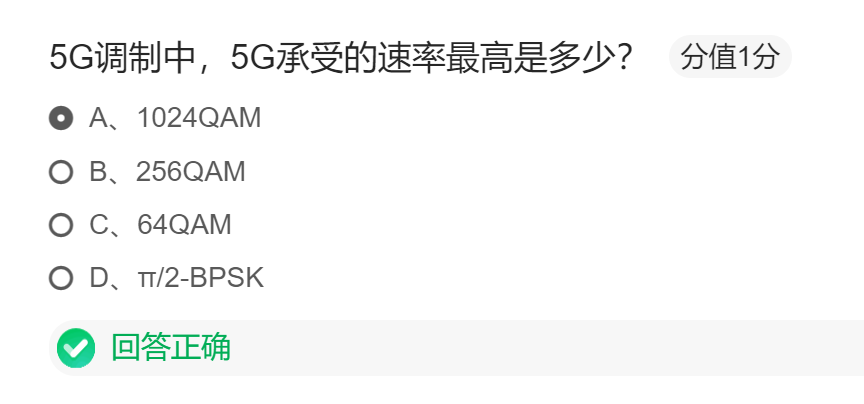 5G调制中，5G承受的速率最高是多少？ 分值1分
A、1024QAM
B、256QAM
C、64QAM
D、π/2-BPSK
回答正确